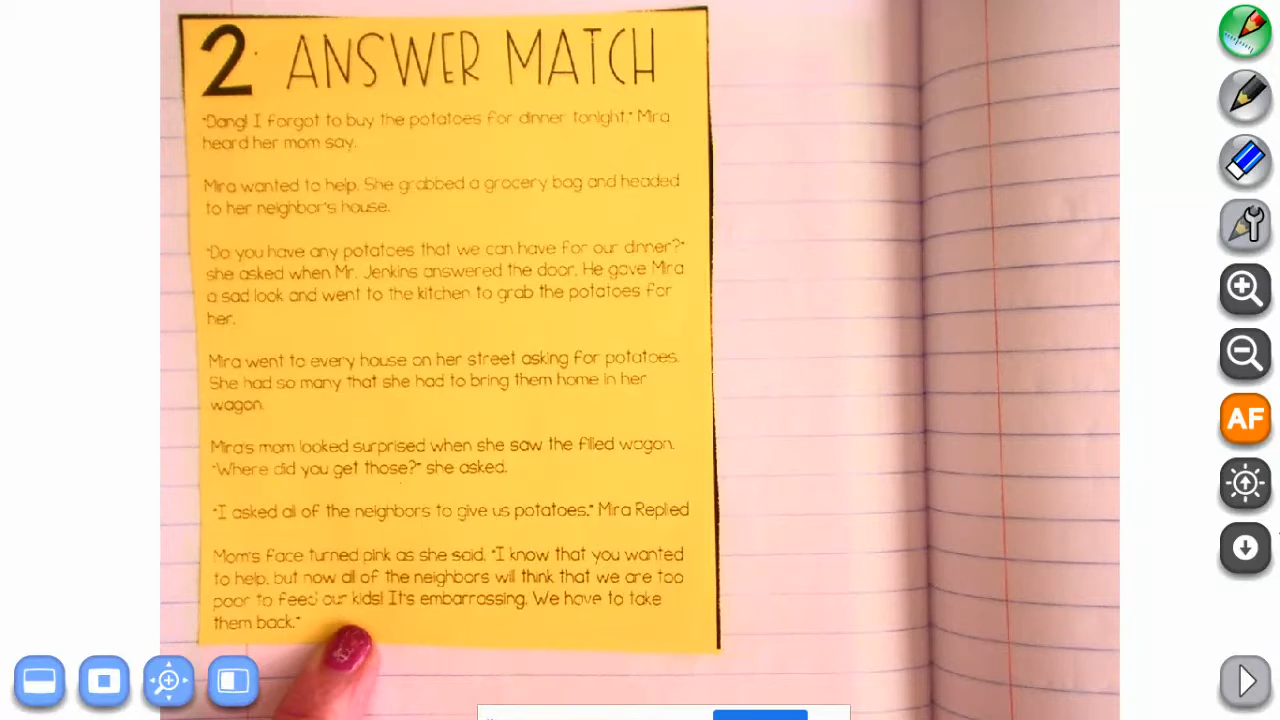 2 ANSWER MATCH
"Dang! I forgot to buy the potatoes for dinner tonight." Mira
heard her mom say.
Mira wanted to help. She grabbed a grocery bag and headed
to her neighbor's house.
"Do you have any potatoes that we can have for our dinner?"
she asked when Mr. Jenkins answered the door. He gave Mira
a sad look and went to the kitchen to grab the potatoes for
her.
Mira went to every house on her street asking for potatoes.
She had so many that she had to bring them home in her
wagon.
Mira's mom looked surprised when she saw the filled wagon.
"Where did you get those?" she asked.
"I asked all of the neighbors to give us potatoes." Mira Replied
Mom's face turned pink as she said. "I know that you wanted
to help, but now all of the neighbors will think that we are too
poor to feed our kids! It's embarrassing. We have to take
them back."
AF